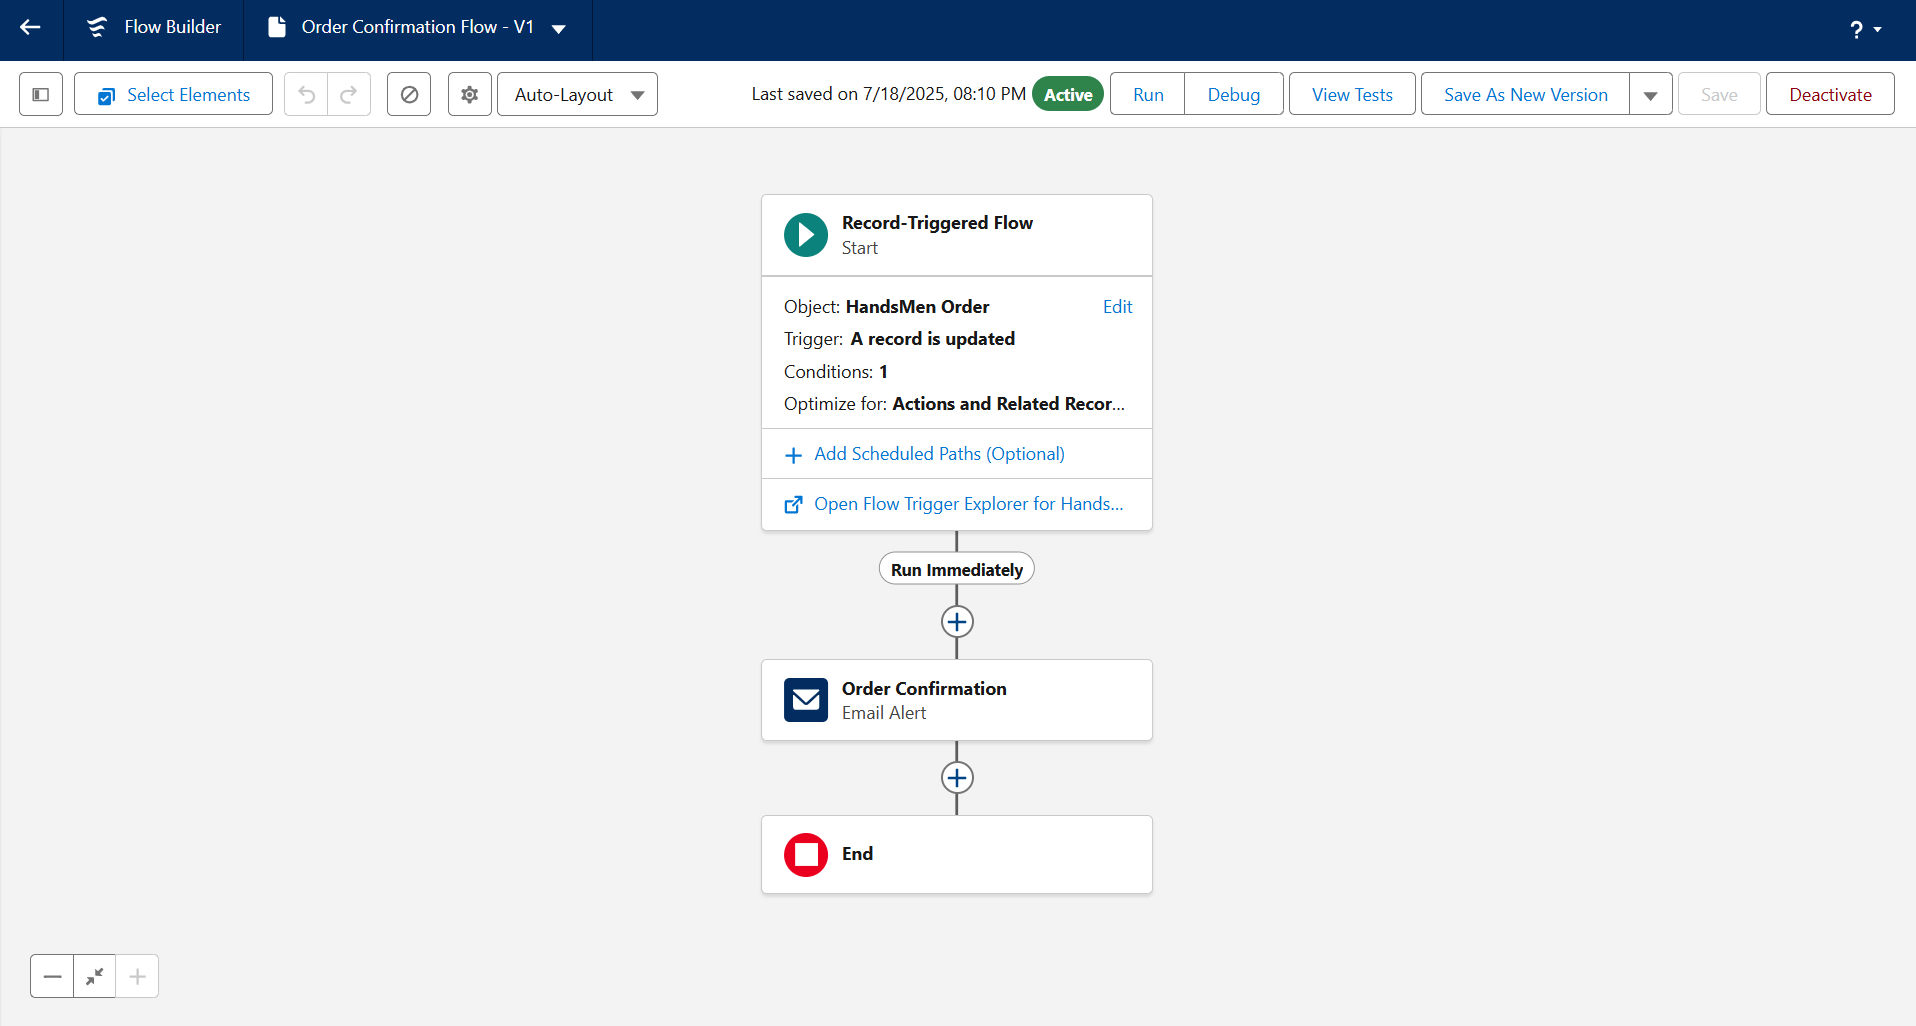 Flow Builder
Order Confirmation Flow - V1
?
Select Elements
Auto-Layout
Last saved on 7/18/2025, 08:10 PM
Active
Run
Debug
View Tests
Save As New Version
Save
Deactivate
Record-Triggered Flow
Start
Object: HandsMen Order
Edit
Trigger: A record is updated
Conditions: 1
Optimize for: Actions and Related Recor...
Add Scheduled Paths (Optional)
Open Flow Trigger Explorer for Hands...
Run Immediately
Order Confirmation
Email Alert
End